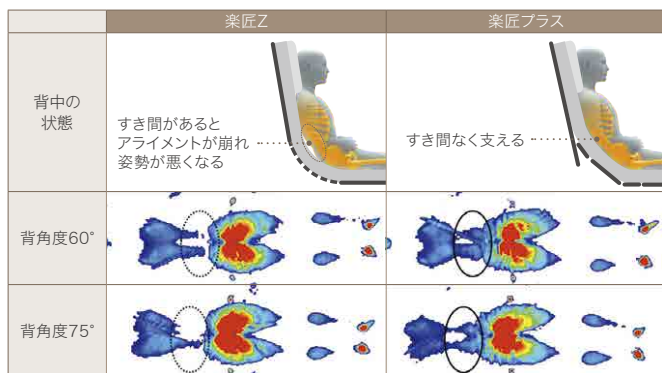 楽匠Z
楽匠プラス
背中の
状態
すき間があると
アライメントが崩れ
姿勢が悪くなる
すき間なく支える
背角度60°
背角度75°